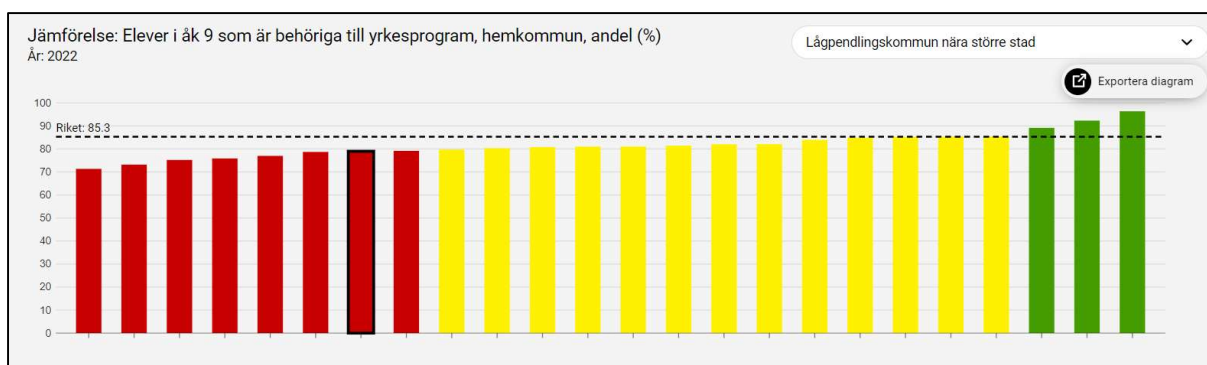 Jämförelse: Elever i åk 9 som är behöriga till yrkesprogram, hemkommun, andel (%)
År: 2022
Lågpendlingskommun nära större stad
Exportera diagram
100
90
Riket: 85.3
80
70
60
50
40
30
20
10
0